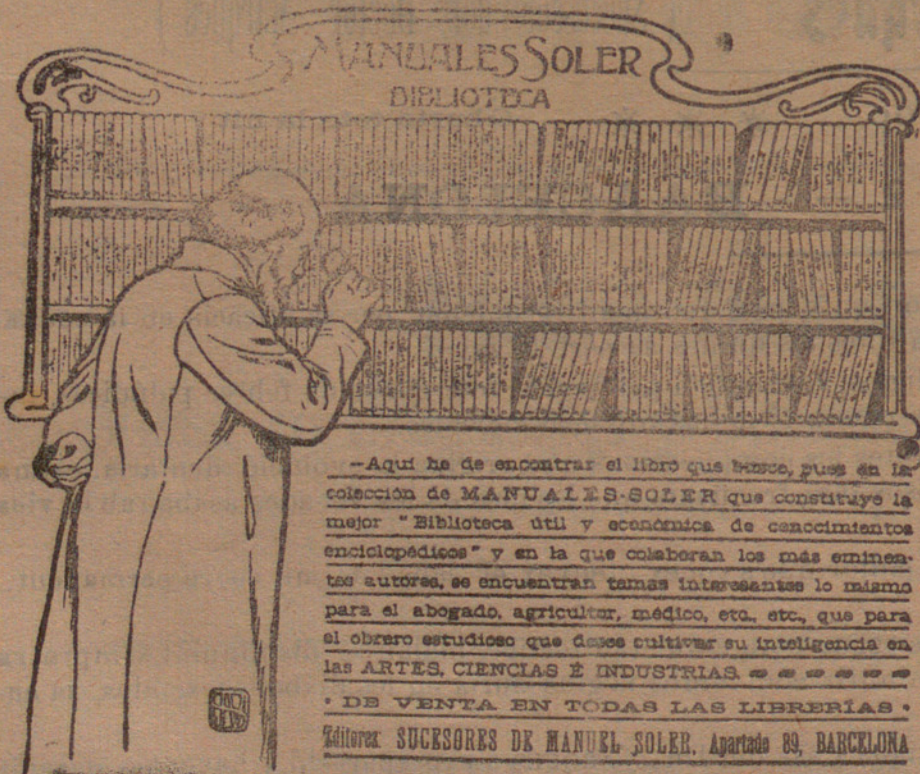 MANUALES SOLER
BIBLIOTECA
—Aquí he de encontrar el libro que busco, pues en la
colección de MANUALES-SOLER que constituye la
mejor "Biblioteca útil y económica de conocimientos
enciclopédicos" y en la que colaboran los más eminen-
tes autores, se encuentran temas interesantes lo mismo
para el abogado, agricultor, médico, etc., etc., que para
el obrero estudioso que desee cultivar su inteligencia en
las ARTES, CIENCIAS É INDUSTRIAS.
· DE VENTA EN TODAS LAS LIBRERÍAS ·
Editores: SUCESORES DE MANUEL SOLER, Apartado 89, BARCELONA